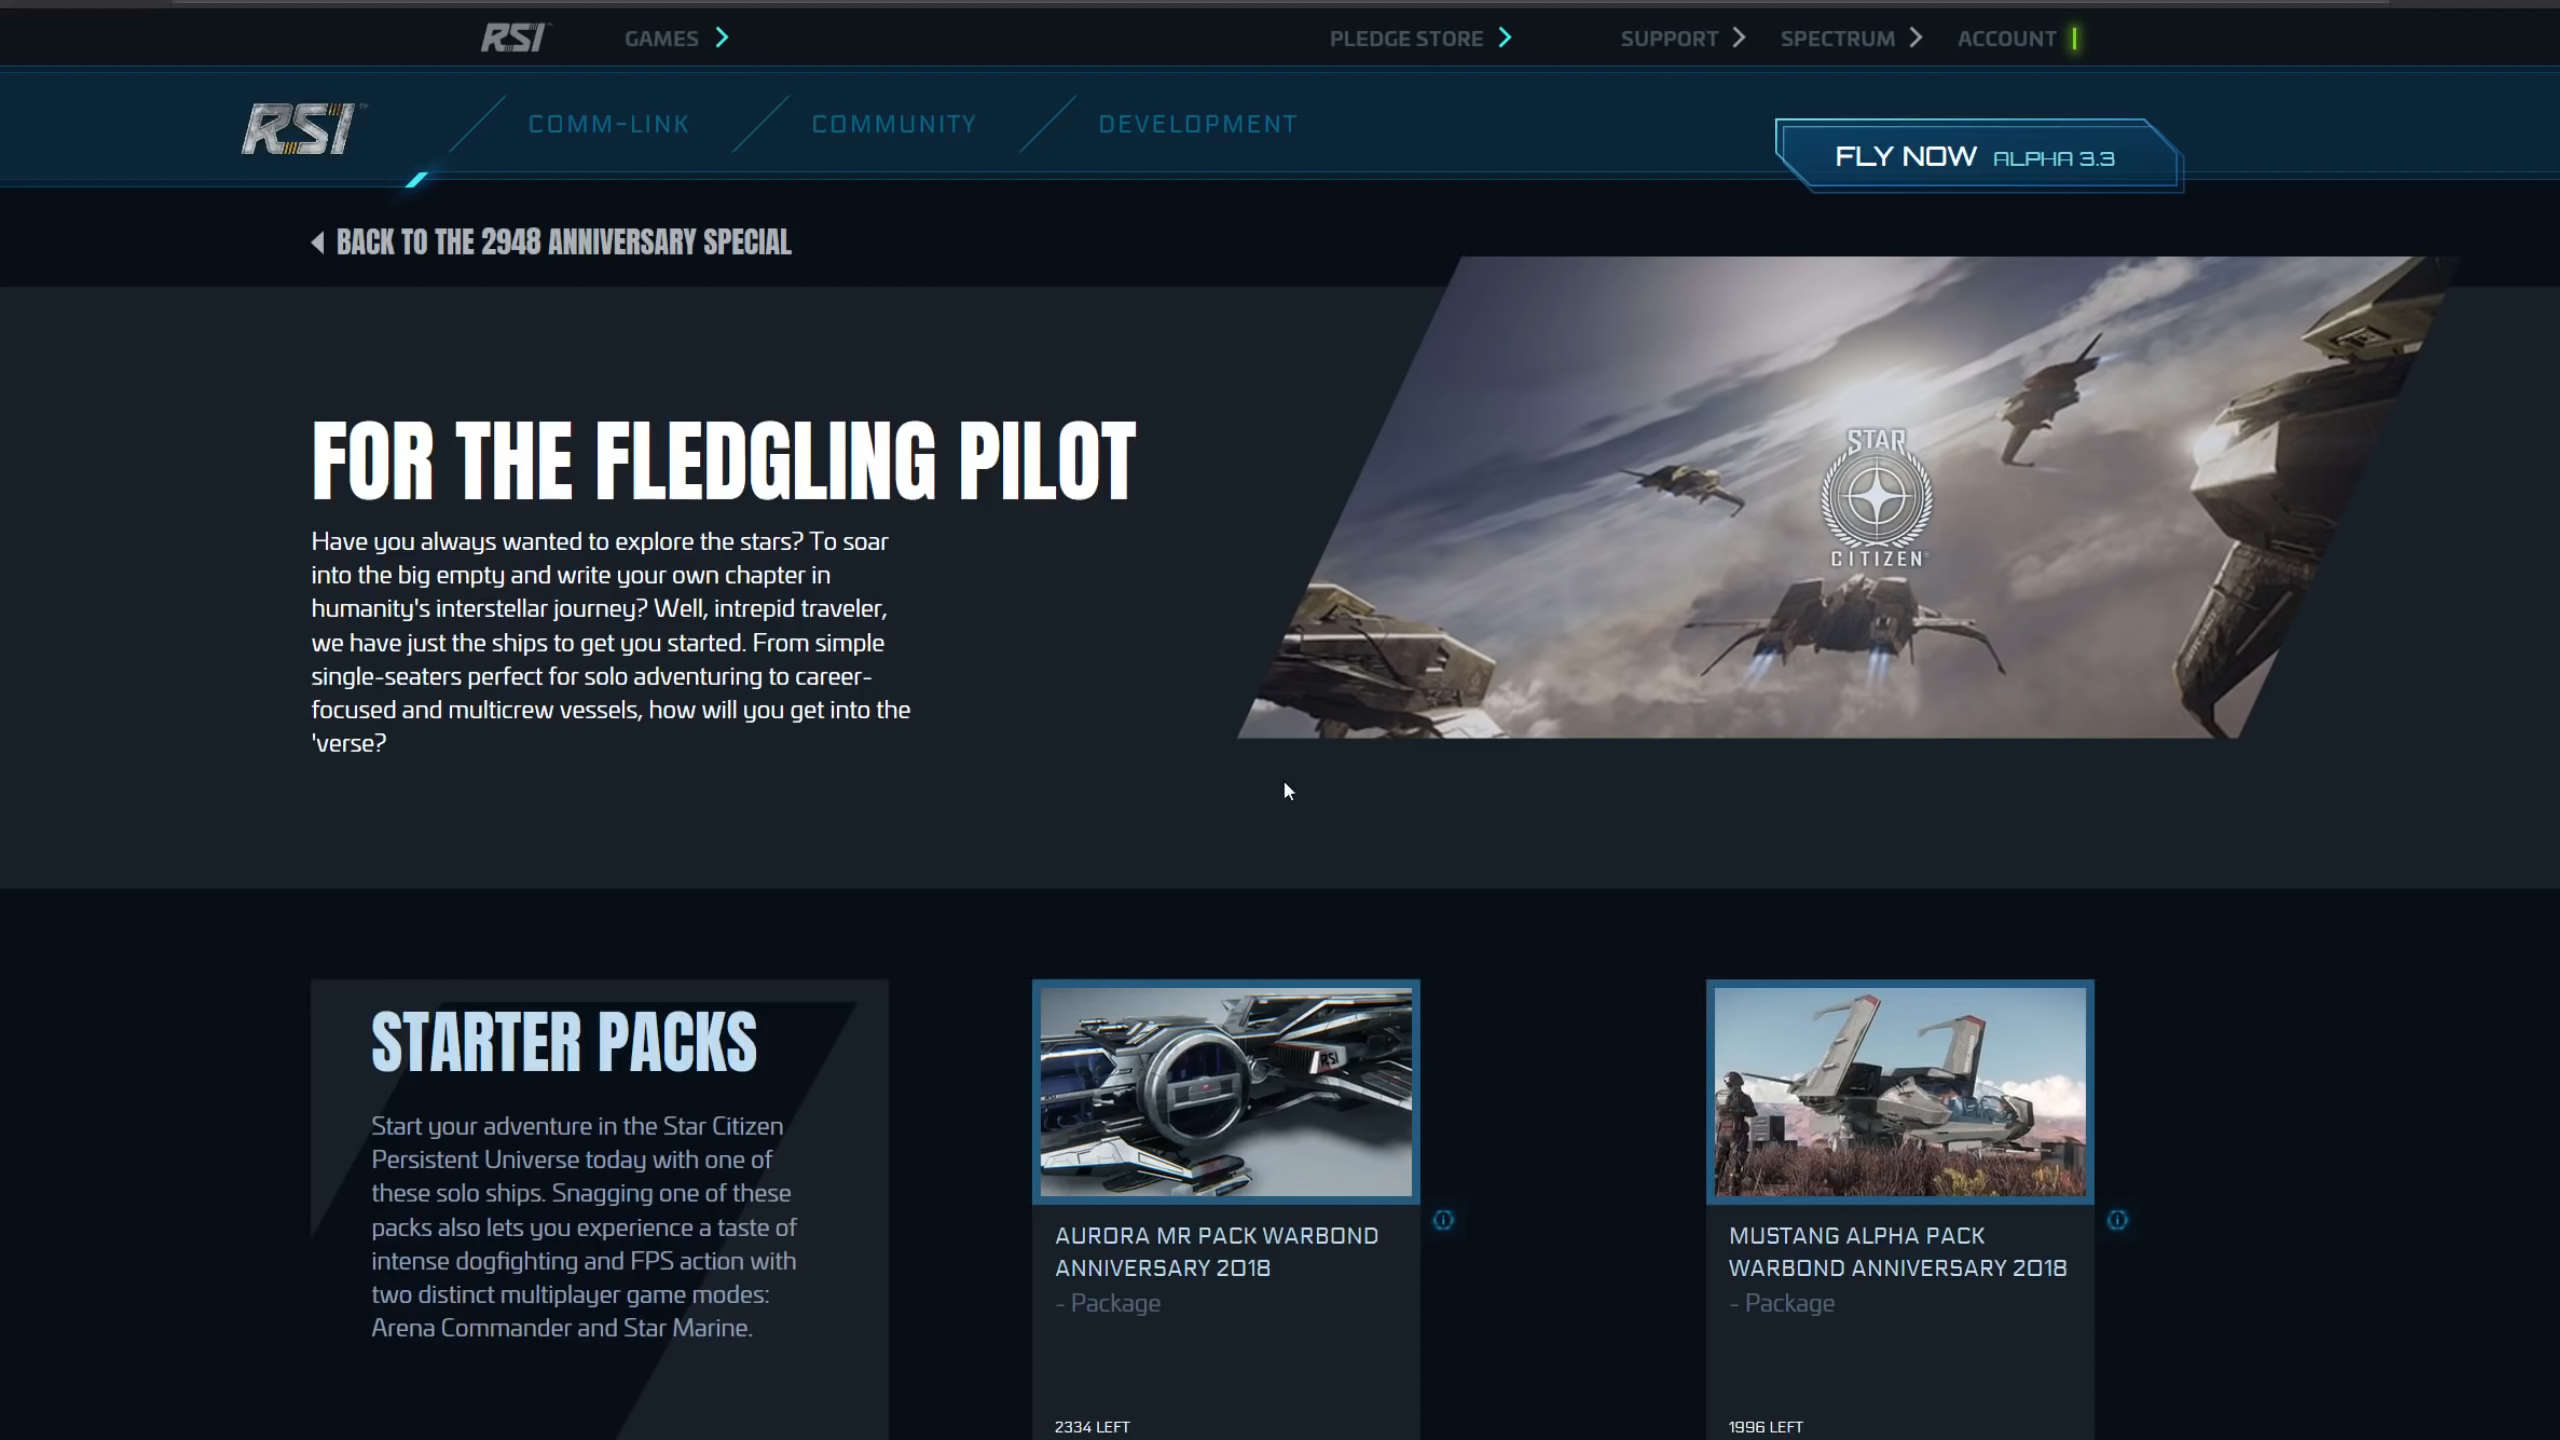 RSI
GAMES
PLEDGE STORE
SUPPORT
SPECTRUM
ACCOUNT
RSI
COMM-LINK
COMMUNITY
DEVELOPMENT
FLY NOW ALPHA 3.3
BACK TO THE 2948 ANNIVERSARY SPECIAL
FOR THE FLEDGLING PILOT
Have you always wanted to explore the stars? To soar
into the big empty and write your own chapter in
humanity's interstellar journey? Well, intrepid traveler,
we have just the ships to get you started. From simple
single-seaters perfect for solo adventuring to career-
focused and multicrew vessels, how will you get into the
'verse?
STAR
CITIZEN
STARTER PACKS
Start your adventure in the Star Citizen
Persistent Universe today with one of
these solo ships. Snagging one of these
packs also lets you experience a taste of
intense dogfighting and FPS action with
two distinct multiplayer game modes:
Arena Commander and Star Marine.
RSI
AURORA MR PACK WARBOND
ANNIVERSARY 2018
- Package
2334 LEFT
MUSTANG ALPHA PACK
WARBOND ANNIVERSARY 2018
- Package
1996 LEFT